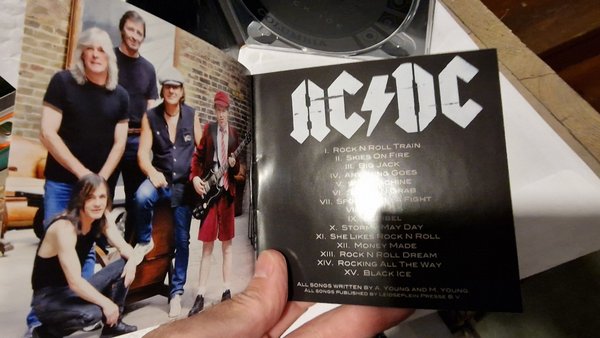 AC DC
I. Rock N Roll Train
II. Skies On Fire
III. Big Jack
IV. Goes
V.
VI. Grab
VII. Fight
X. Stormy May Day
XI. She Likes Rock N Roll
XII. Money Made
XIII. Rock N Roll Dream
XIV. Rocking All The Way
XV. Black Ice
All songs written by A. Young and M. Young
All songs published by Leidseplein Presse B.V.